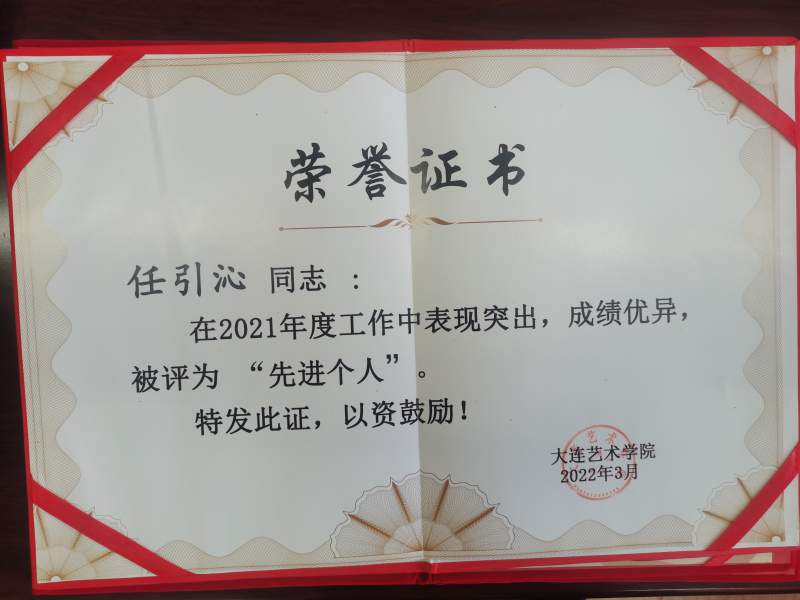 荣誉证书
任引沁 同志：
在2021年度工作中表现突出，成绩优异，
被评为 “先进个人”。
特发此证，以资鼓励！
大连艺术学院
2022年3月